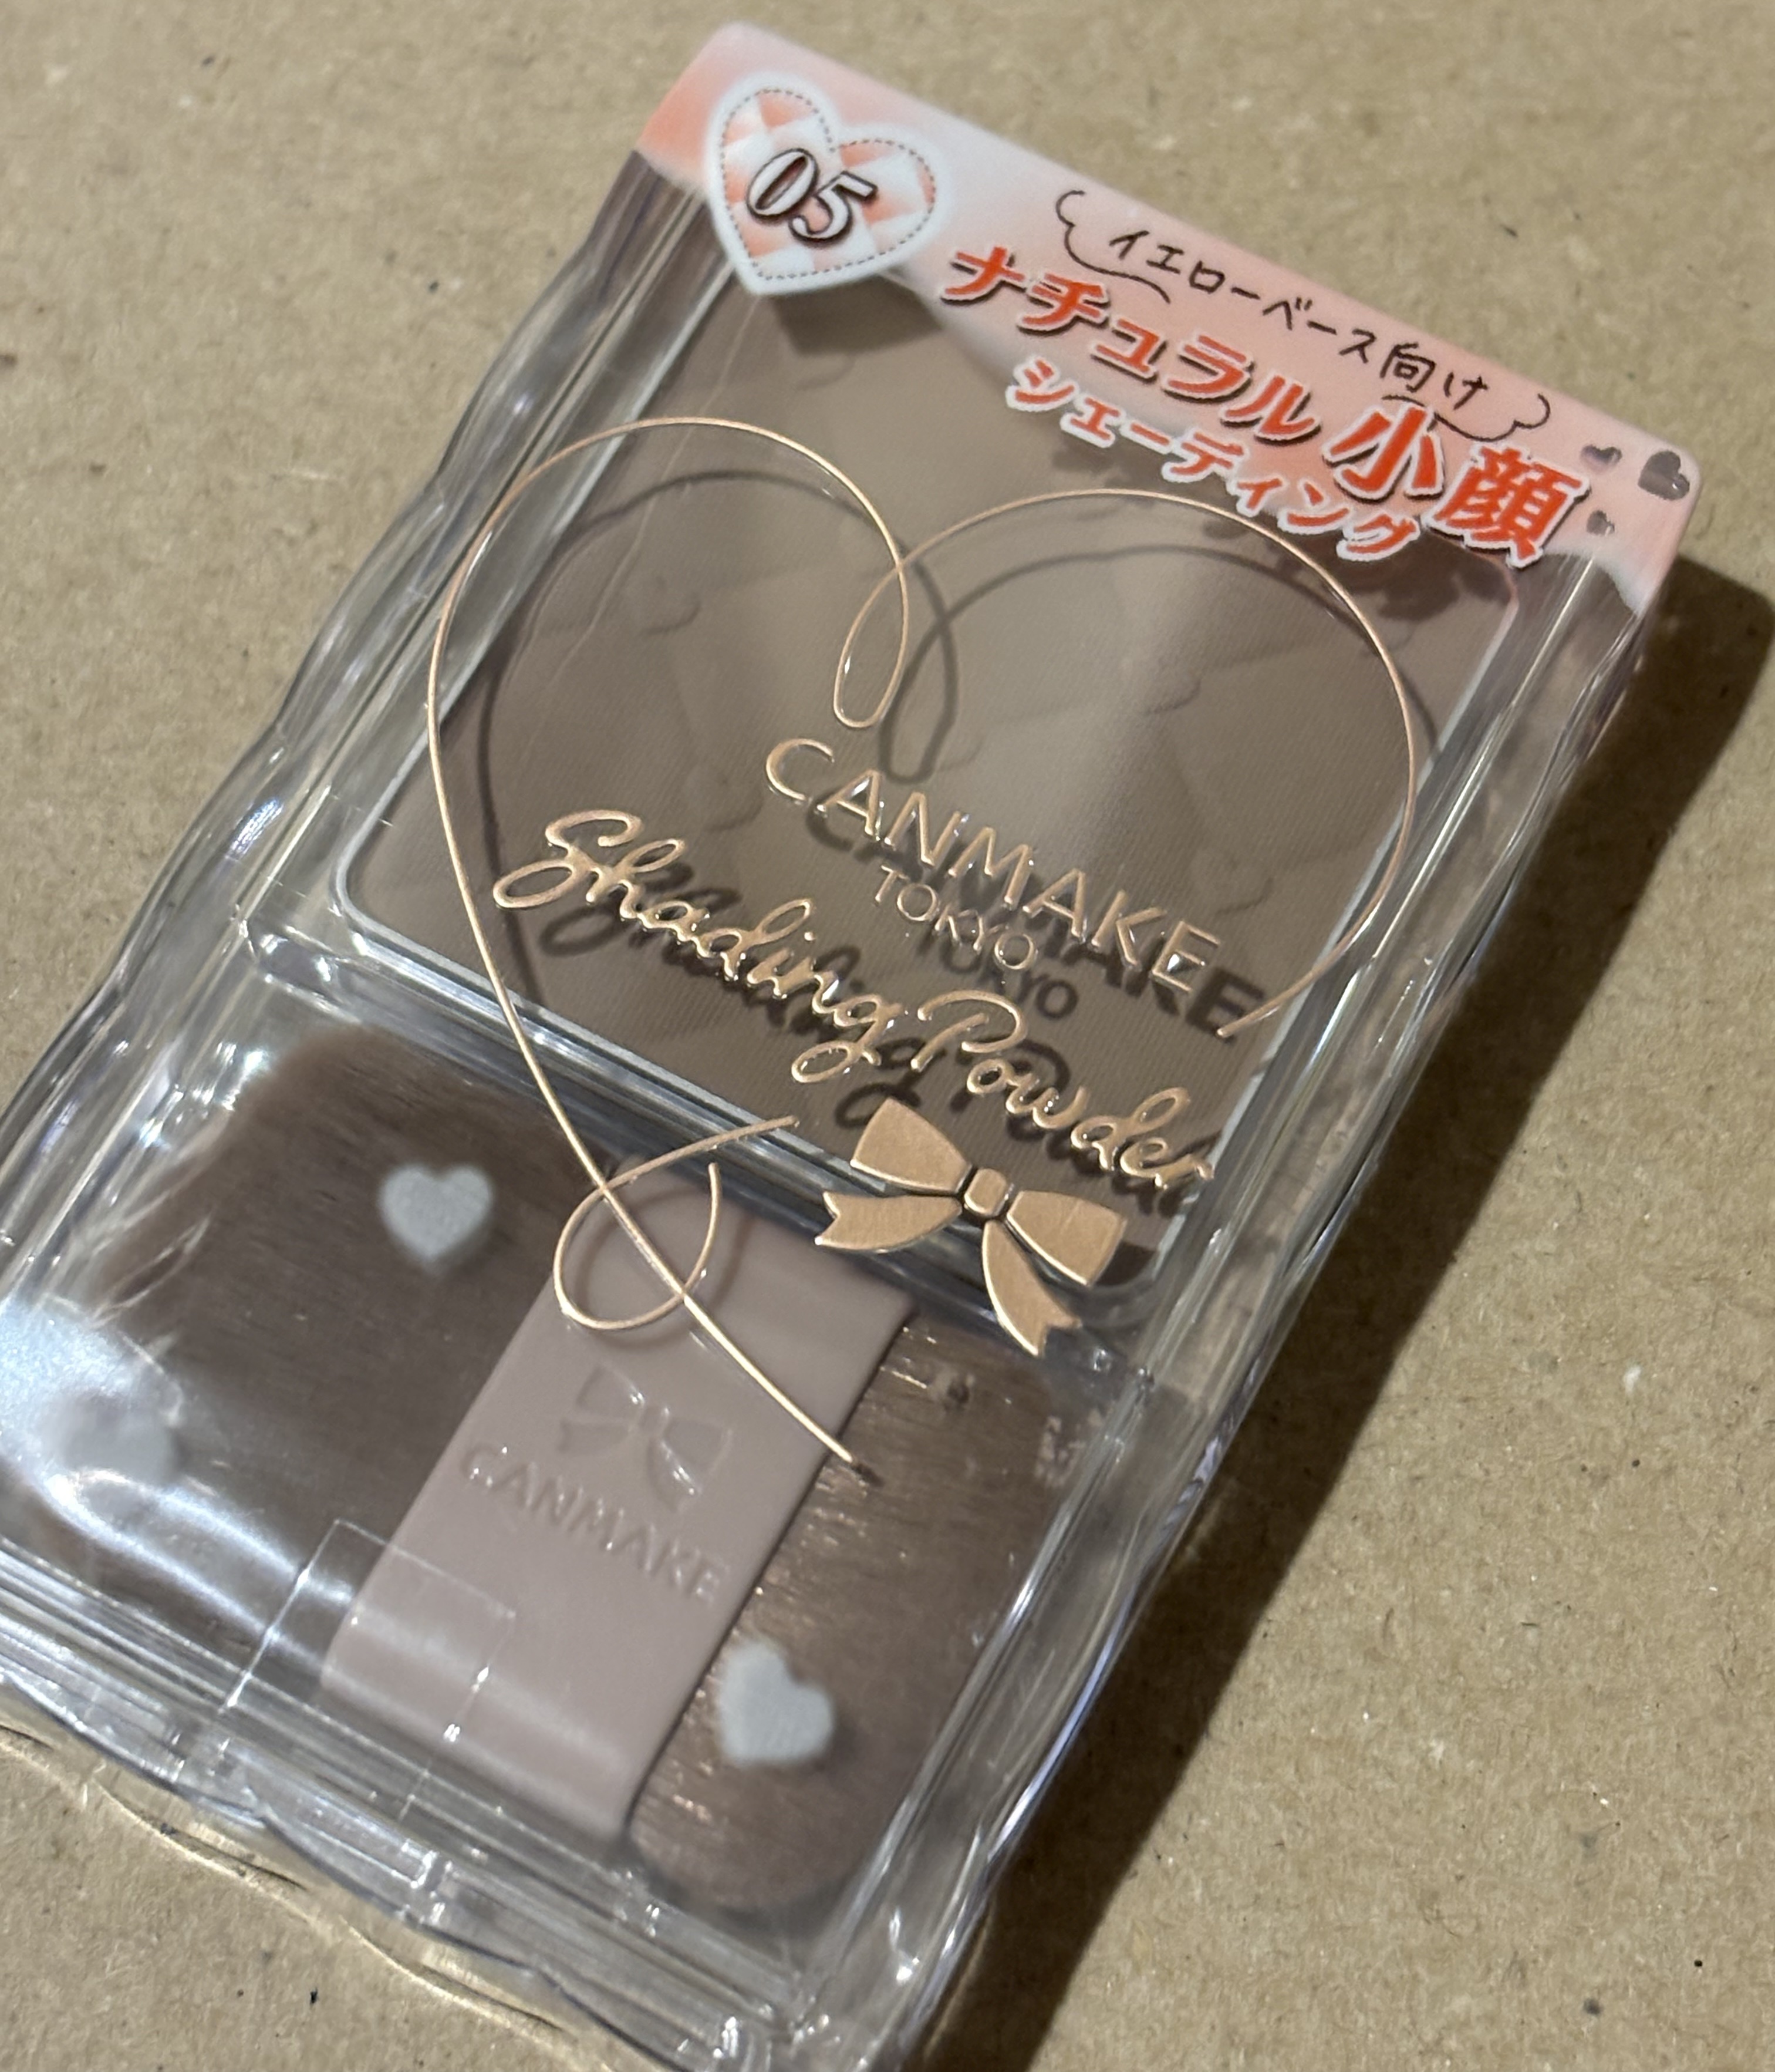 05
イエローベース向け
ナチュラル小顔
シェーディング
CANMAKE
TOKYO
Shading Powder
CANMAKE